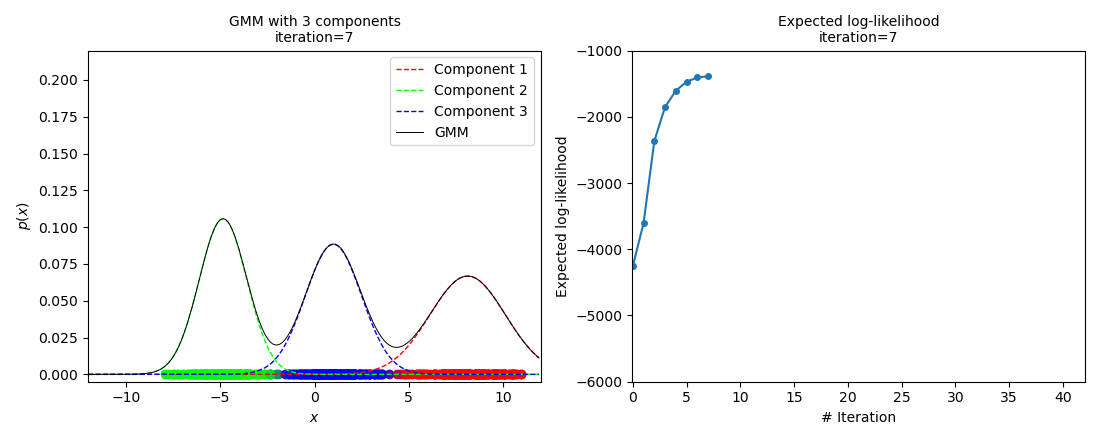 GMM with 3 components
iteration=7
Component 1
Component 2
Component 3
GMM
0.200
0.175
0.150
0.125
0.100
0.075
0.050
0.025
0.000
p(x)
−10
−5
0
5
10
x
Expected log-likelihood
iteration=7
−1000
−2000
−3000
−4000
−5000
−6000
Expected log-likelihood
0
5
10
15
20
25
30
35
40
# Iteration